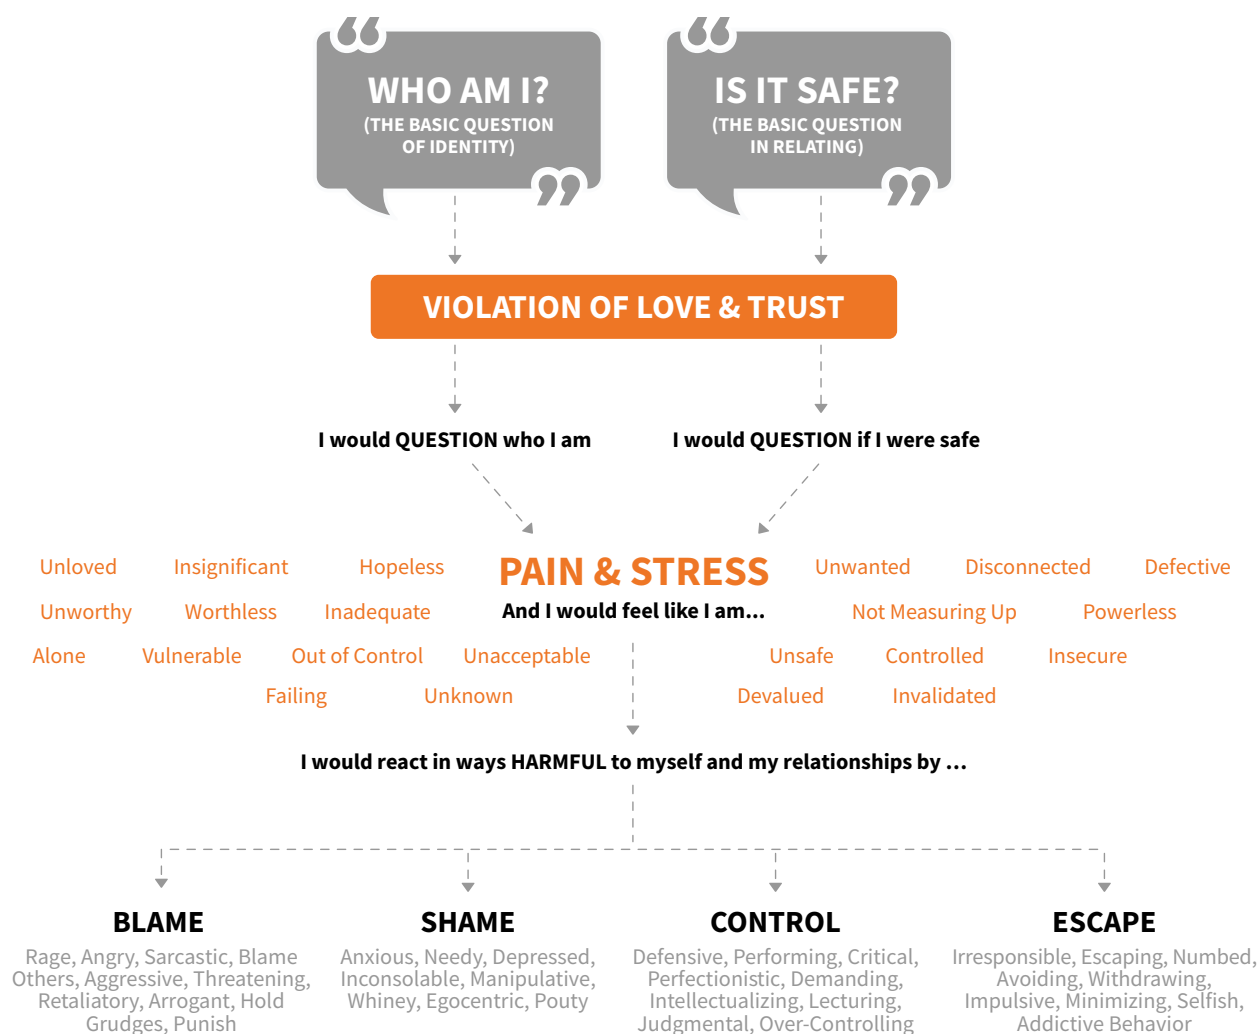 “ “
WHO AM I? IS IT SAFE?
(THE BASIC QUESTION (THE BASIC QUESTION
OF IDENTITY) IN RELATING)
” ”
VIOLATION OF LOVE & TRUST
I would QUESTION who I am I would QUESTION if I were safe
Unloved Insignificant Hopeless PAIN & STRESS Unwanted Disconnected Defective
Unworthy Worthless Inadequate And I would feel like I am... Not Measuring Up Powerless
Alone Vulnerable Out of Control Unacceptable Unsafe Controlled Insecure
Failing Unknown Devalued Invalidated
I would react in ways HARMFUL to myself and my relationships by …
BLAME
Rage, Angry, Sarcastic, Blame
Others, Aggressive, Threatening,
Retaliatory, Arrogant, Hold
Grudges, Punish
SHAME
Anxious, Needy, Depressed,
Inconsolable, Manipulative,
Whiney, Egocentric, Pouty
CONTROL
Defensive, Performing, Critical,
Perfectionistic, Demanding,
Intellectualizing, Lecturing,
Judgmental, Over-Controlling
ESCAPE
Irresponsible, Escaping, Numbed,
Avoiding, Withdrawing,
Impulsive, Minimizing, Selfish,
Addictive Behavior